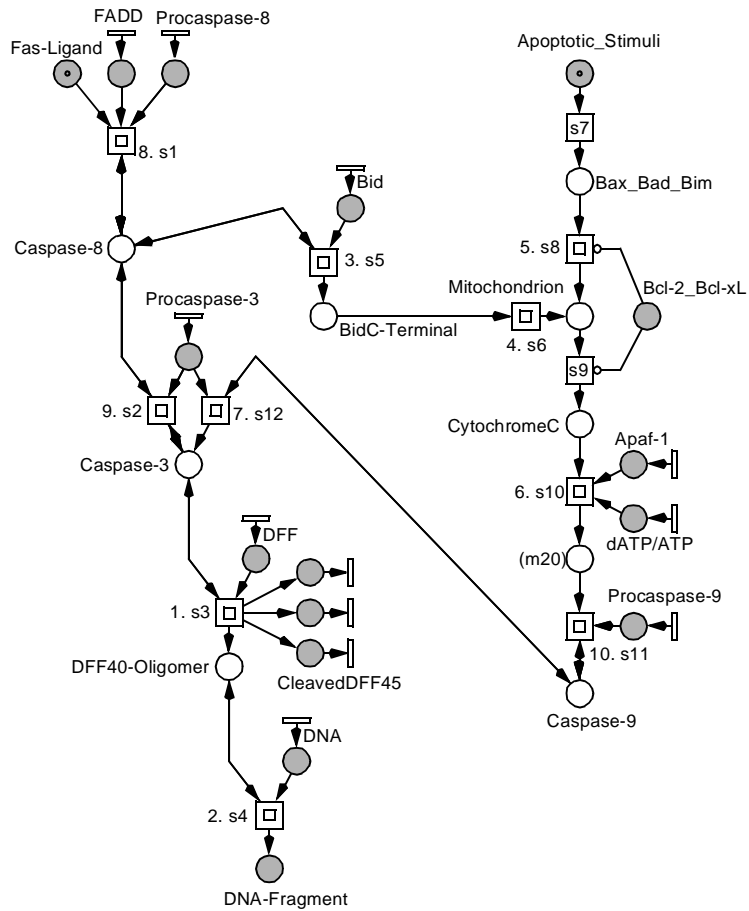 FADD
Procaspase-8
Fas-Ligand
Apoptotic_Stimuli
8. s1
s7
Bid
Bax_Bad_Bim
Caspase-8
3. s5
5. s8
Procaspase-3
Mitochondrion
Bcl-2_Bcl-xL
BidC-Terminal
4. s6
s9
9. s2
7. s12
CytochromeC
Apaf-1
Caspase-3
6. s10
DFF
dATP/ATP
(m20)
Procaspase-9
1. s3
10. s11
DFF40-Oligomer
CleavedDFF45
Caspase-9
DNA
2. s4
DNA-Fragment